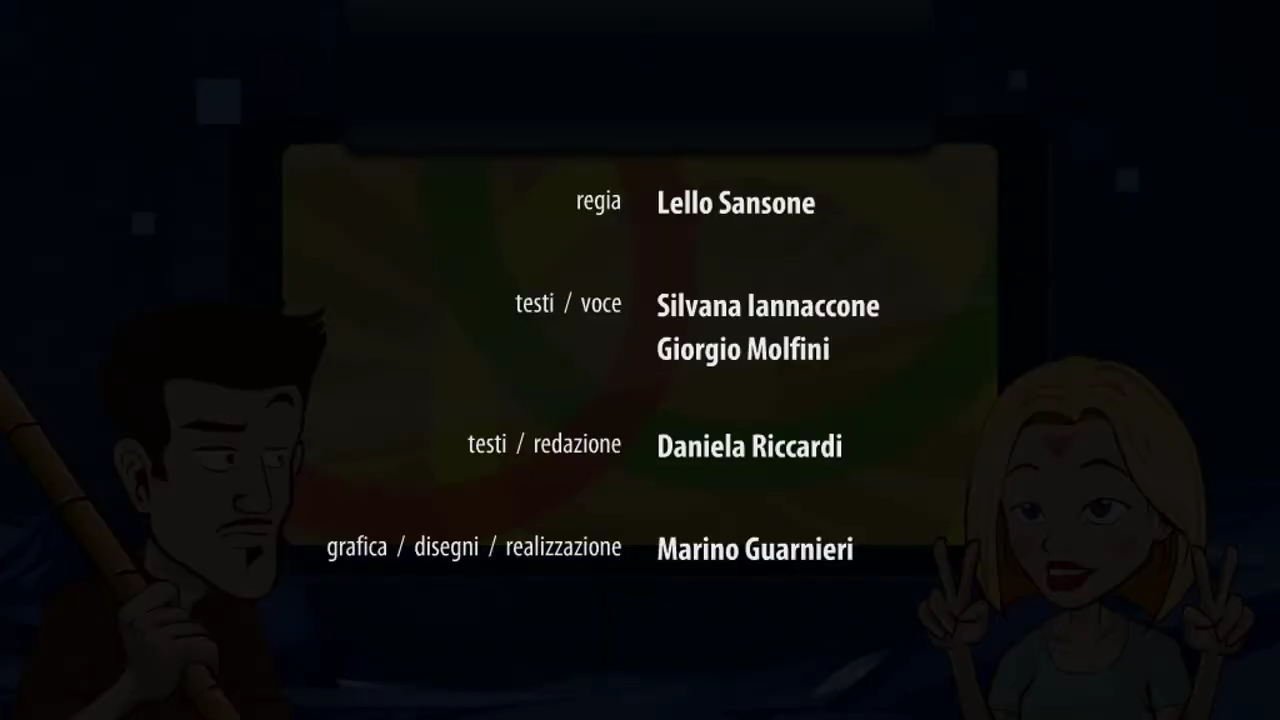 regia Lello Sansone
testi / voce Silvana Iannaccone
Giorgio Molfini
testi / redazione Daniela Riccardi
grafica / disegni / realizzazione Marino Guarnieri